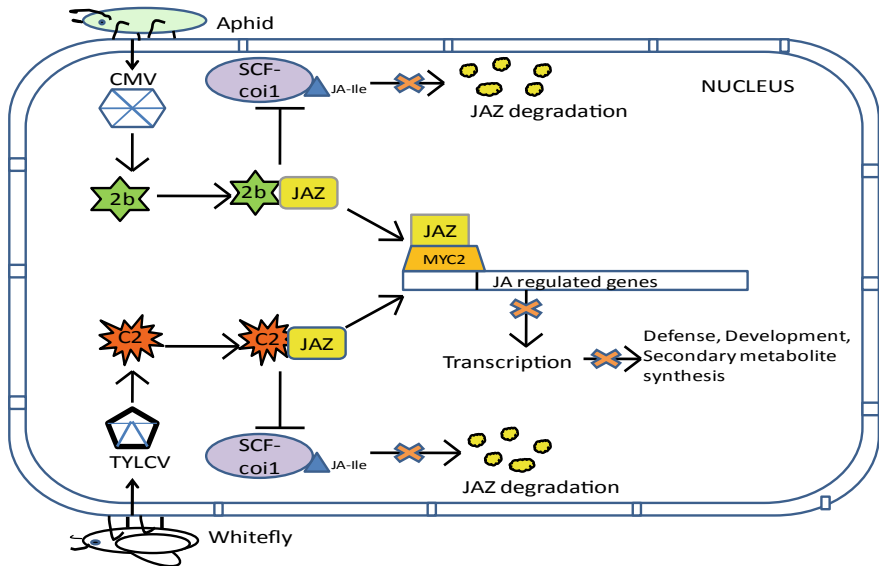 Aphid
CMV
SCF-
coi1
JA-Ile
JAZ degradation
NUCLEUS
2b
2b
JAZ
JAZ
MYC2
JA regulated genes
C2
C2
JAZ
Transcription
Defense, Development,
Secondary metabolite
synthesis
TYLCV
SCF-
coi1
JA-Ile
JAZ degradation
Whitefly